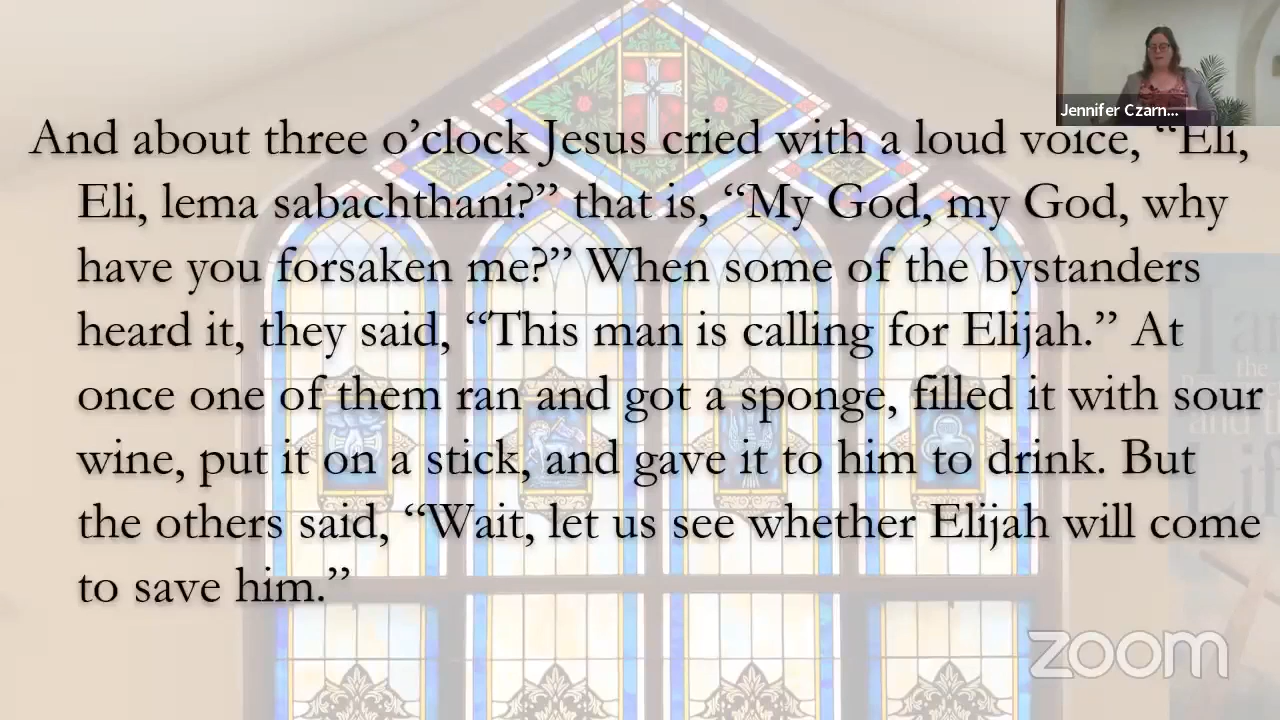 Jennifer Czarn...
And about three o’clock Jesus cried with a loud voice, “Eli,
Eli, lema sabachthani?” that is, “My God, my God, why
have you forsaken me?” When some of the bystanders
heard it, they said, “This man is calling for Elijah.” At
once one of them ran and got a sponge, filled it with sour
wine, put it on a stick, and gave it to him to drink. But
the others said, “Wait, let us see whether Elijah will come
to save him.”
the
zoom